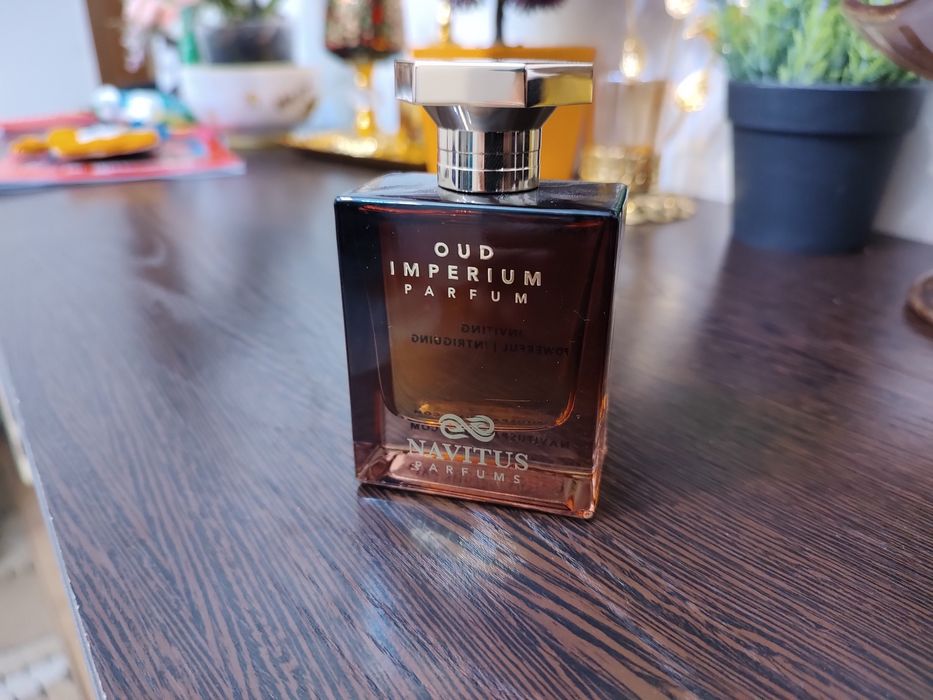 OUD
IMPERIUM
PARFUM
INVITING
POWERFUL | INTRIGUING
NAVITUS
PARFUMS